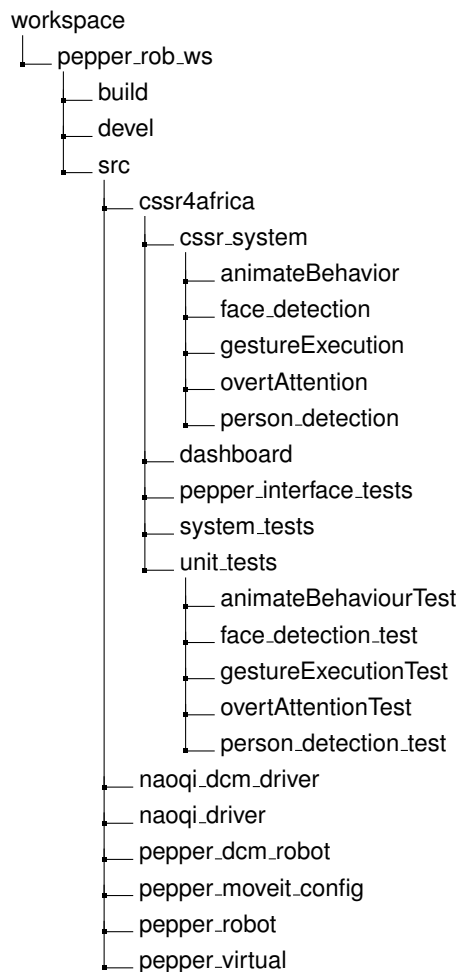 workspace
pepper_rob_ws
build
devel
src
cssr4africa
cssr_system
animateBehavior
face_detection
gestureExecution
overtAttention
person_detection
dashboard
pepper_interface_tests
system_tests
unit_tests
animateBehaviourTest
face_detection_test
gestureExecutionTest
overtAttentionTest
person_detection_test
naoqi_dcm_driver
naoqi_driver
pepper_dcm_robot
pepper_moveit_config
pepper_robot
pepper_virtual